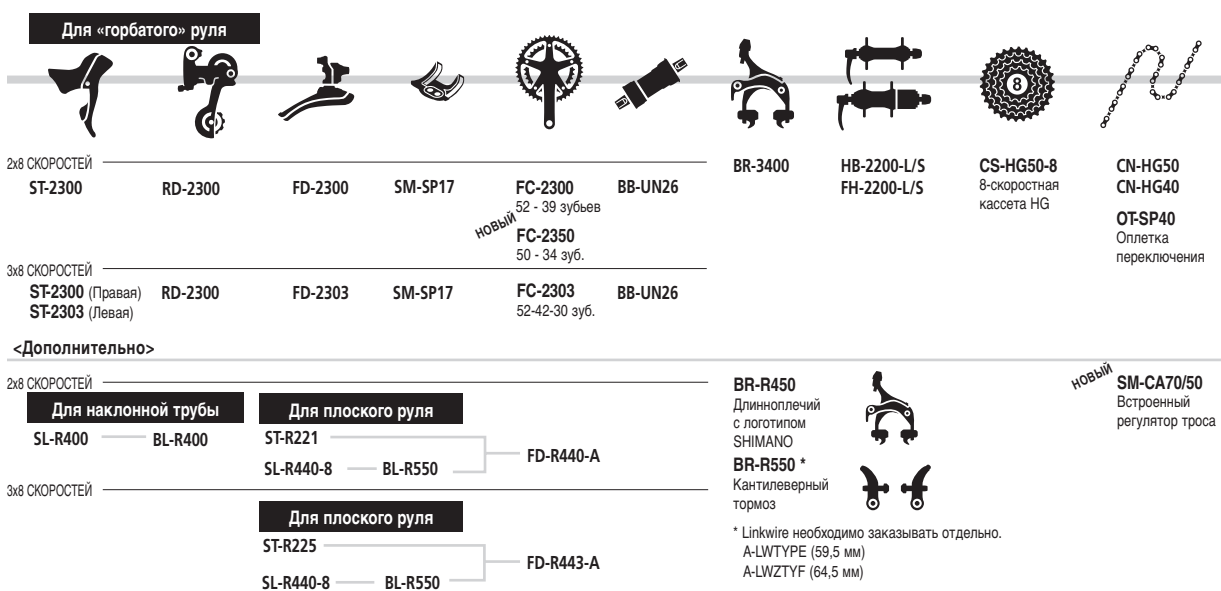 Для «горбатого» руля
8
2x8 СКОРОСТЕЙ
ST-2300
RD-2300
FD-2300
SM-SP17
FC-2300
52 - 39 зубьев
НОВЫЙ
FC-2350
50 - 34 зуб.
BB-UN26
BR-3400
HB-2200-L/S
FH-2200-L/S
CS-HG50-8
8-скоростная
кассета HG
CN-HG50
CN-HG40
OT-SP40
Оплетка
переключения
3x8 СКОРОСТЕЙ
ST-2300 (Правая)
ST-2303 (Левая)
RD-2300
FD-2303
SM-SP17
FC-2303
52-42-30 зуб.
BB-UN26
<Дополнительно>
2x8 СКОРОСТЕЙ
Для наклонной трубы
SL-R400
BL-R400
Для плоского руля
ST-R221
SL-R440-8
BL-R550
FD-R440-A
3x8 СКОРОСТЕЙ
Для плоского руля
ST-R225
SL-R440-8
BL-R550
FD-R443-A
BR-R450
Длинноплечий
с логотипом
SHIMANO
BR-R550 *
Кантилеверный
тормоз
* Linkwire необходимо заказывать отдельно.
A-LWTYPE (59,5 мм)
A-LWZTYF (64,5 мм)
НОВЫЙ
SM-CA70/50
Встроенный
регулятор троса